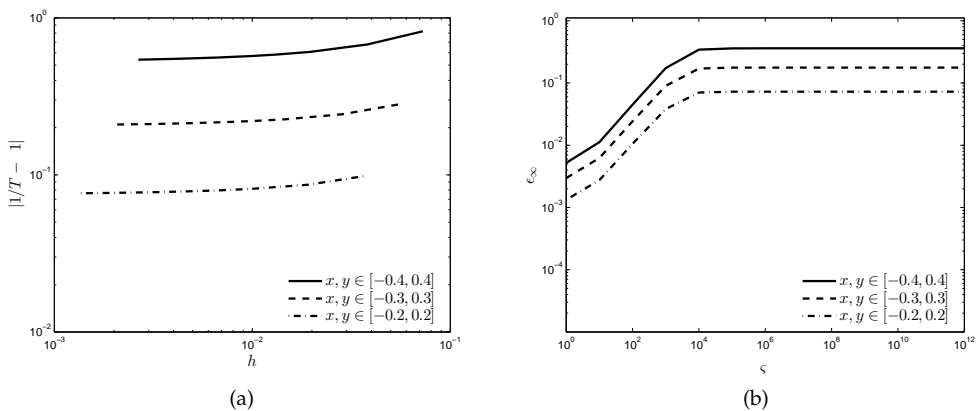 10^0
10^{-1}
10^{-2}
|1/T − 1|
10^{-3} 10^{-2} 10^{-1}
h
x, y ∈ [−0.4, 0.4]
x, y ∈ [−0.3, 0.3]
x, y ∈ [−0.2, 0.2]
(a)
10^0
10^{-1}
10^{-2}
10^{-3}
10^{-4}
ϵ_∞
10^0 10^2 10^4 10^6 10^8 10^{10} 10^{12}
ς
x, y ∈ [−0.4, 0.4]
x, y ∈ [−0.3, 0.3]
x, y ∈ [−0.2, 0.2]
(b)